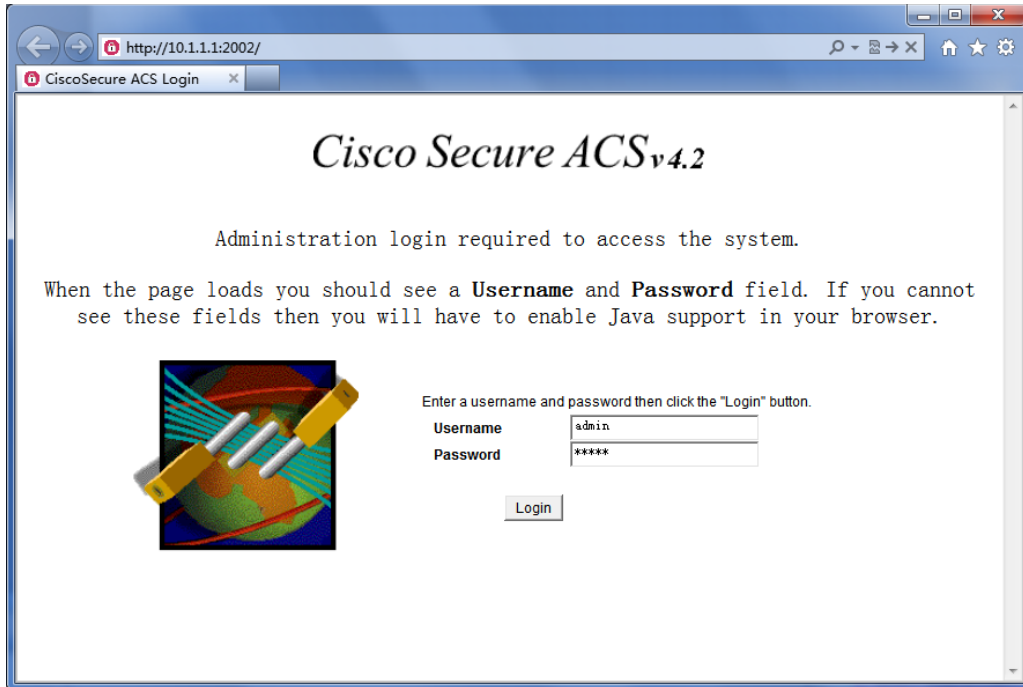 http://10.1.1.1:2002/
CiscoSecure ACS Login
Cisco Secure ACS v4.2
Administration login required to access the system.
When the page loads you should see a Username and Password field. If you cannot
see these fields then you will have to enable Java support in your browser.
Enter a username and password then click the "Login" button.
Username admin
Password *****
Login